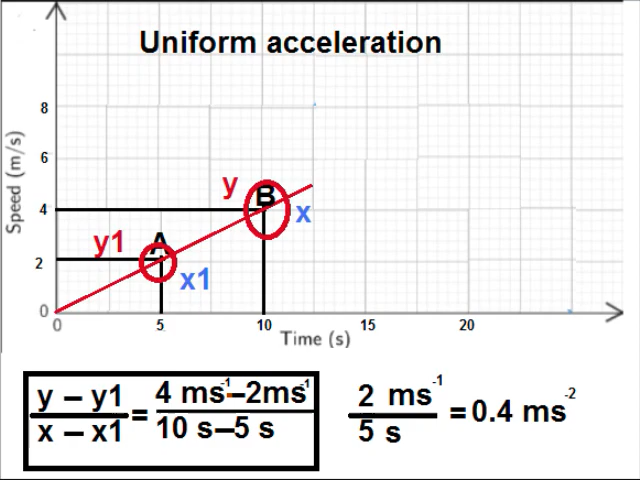 Uniform acceleration
8
6
4
2
0
Speed (m/s)
y
B
x
y1
A
x1
0 5 10 15 20
Time (s)
y – y1
x – x1
=
4 ms⁻¹–2ms⁻¹
10 s–5 s
2 ms⁻¹
5 s
=0.4 ms⁻²